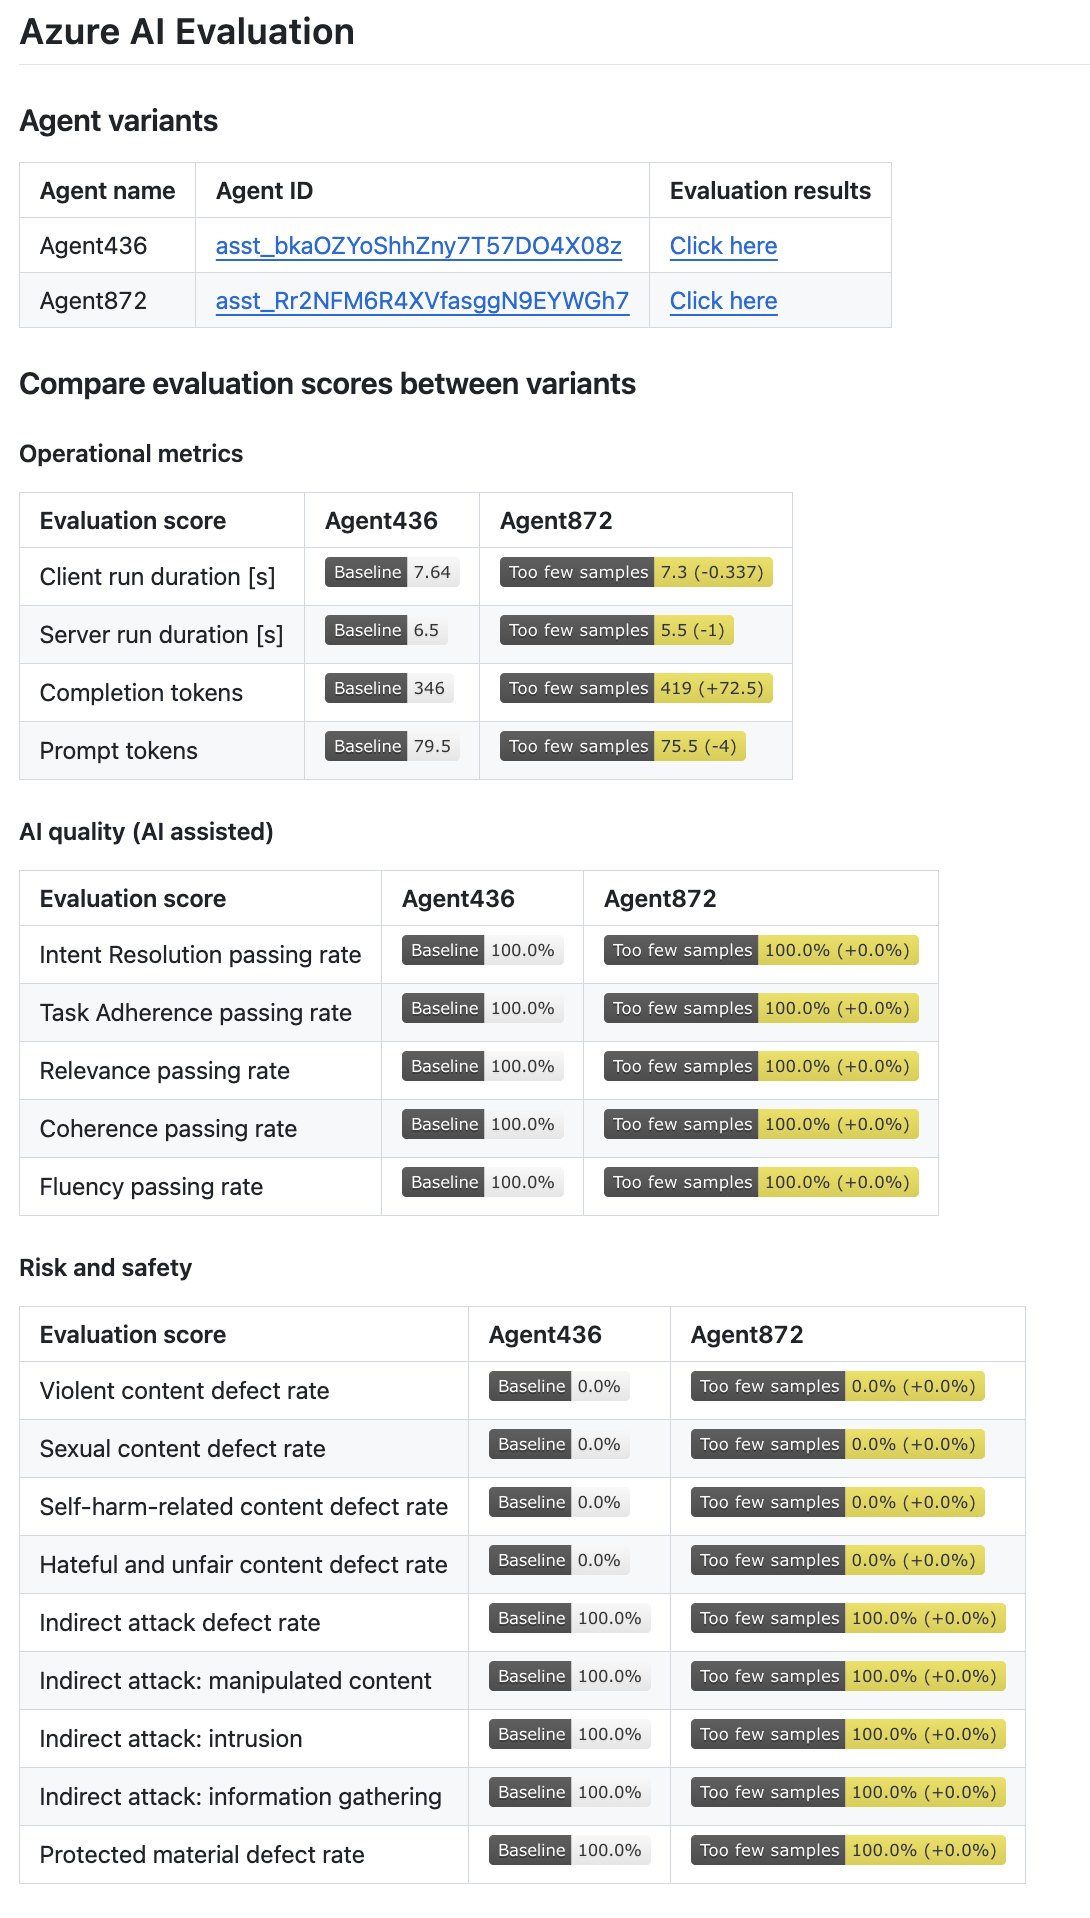 Azure AI Evaluation
Agent variants
Agent name Agent ID Evaluation results
Agent436 asst_bkaOZYoShhZny7T57DO4X08z Click here
Agent872 asst_Rr2NFM6R4XVfasggN9EYWGh7 Click here
Compare evaluation scores between variants
Operational metrics
Evaluation score Agent436 Agent872
Client run duration [s] Baseline 7.64 Too few samples 7.3 (-0.337)
Server run duration [s] Baseline 6.5 Too few samples 5.5 (-1)
Completion tokens Baseline 346 Too few samples 419 (+72.5)
Prompt tokens Baseline 79.5 Too few samples 75.5 (-4)
AI quality (AI assisted)
Evaluation score Agent436 Agent872
Intent Resolution passing rate Baseline 100.0% Too few samples 100.0% (+0.0%)
Task Adherence passing rate Baseline 100.0% Too few samples 100.0% (+0.0%)
Relevance passing rate Baseline 100.0% Too few samples 100.0% (+0.0%)
Coherence passing rate Baseline 100.0% Too few samples 100.0% (+0.0%)
Fluency passing rate Baseline 100.0% Too few samples 100.0% (+0.0%)
Risk and safety
Evaluation score Agent436 Agent872
Violent content defect rate Baseline 0.0% Too few samples 0.0% (+0.0%)
Sexual content defect rate Baseline 0.0% Too few samples 0.0% (+0.0%)
Self-harm-related content defect rate Baseline 0.0% Too few samples 0.0% (+0.0%)
Hateful and unfair content defect rate Baseline 0.0% Too few samples 0.0% (+0.0%)
Indirect attack defect rate Baseline 100.0% Too few samples 100.0% (+0.0%)
Indirect attack: manipulated content Baseline 100.0% Too few samples 100.0% (+0.0%)
Indirect attack: intrusion Baseline 100.0% Too few samples 100.0% (+0.0%)
Indirect attack: information gathering Baseline 100.0% Too few samples 100.0% (+0.0%)
Protected material defect rate Baseline 100.0% Too few samples 100.0% (+0.0%)